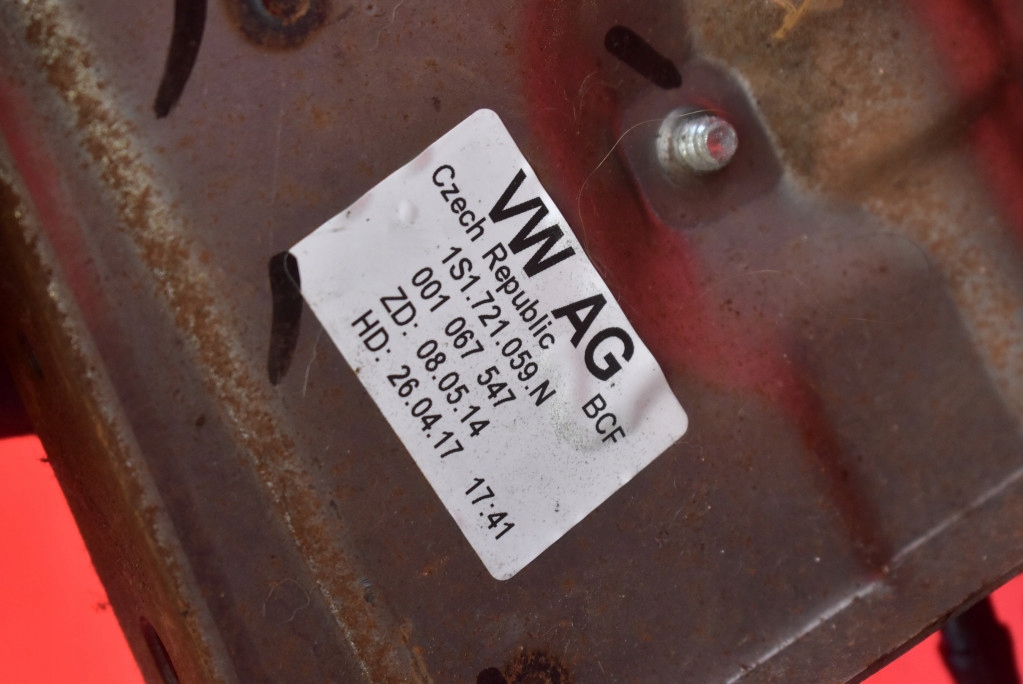 VW AG. BCF
Czech Republic
1S1.721.059.N
001 067 547
ZD: 08.05.14
HD: 26.04.17 17:41